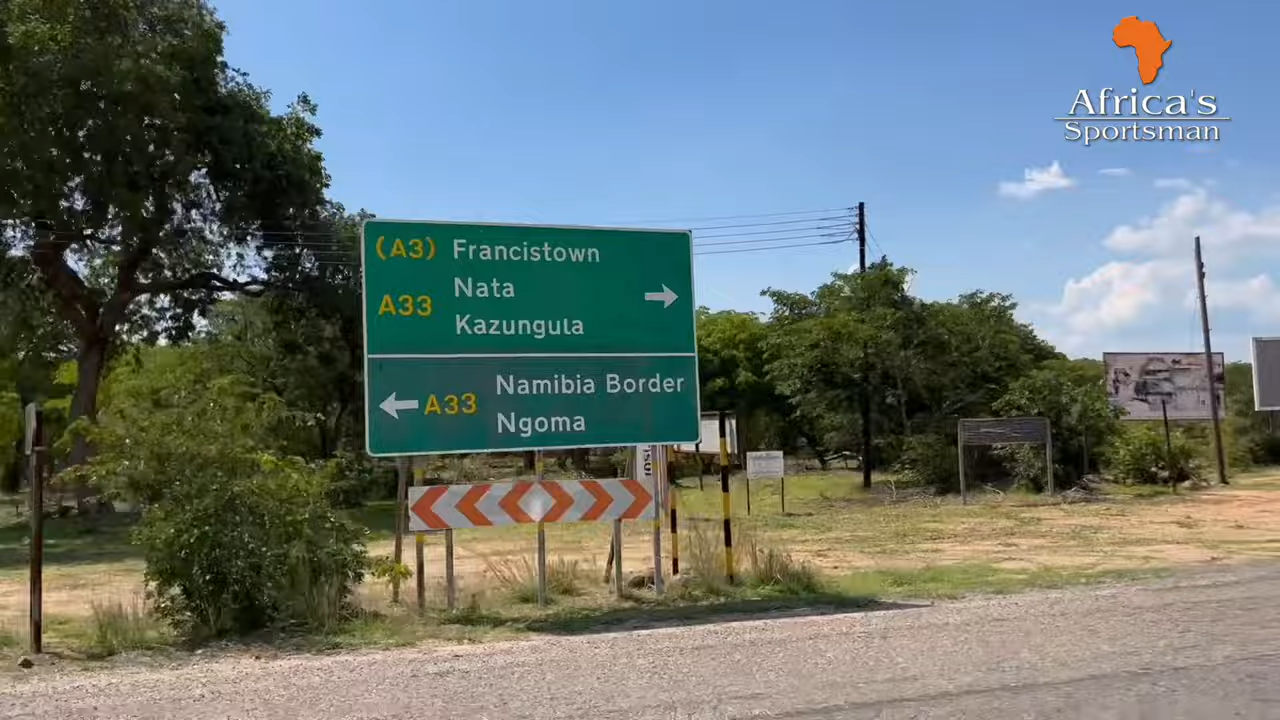 Africa's
Sportsman
(A3) Francistown
Nata
A33
Kazungula
Namibia Border
A33
Ngoma